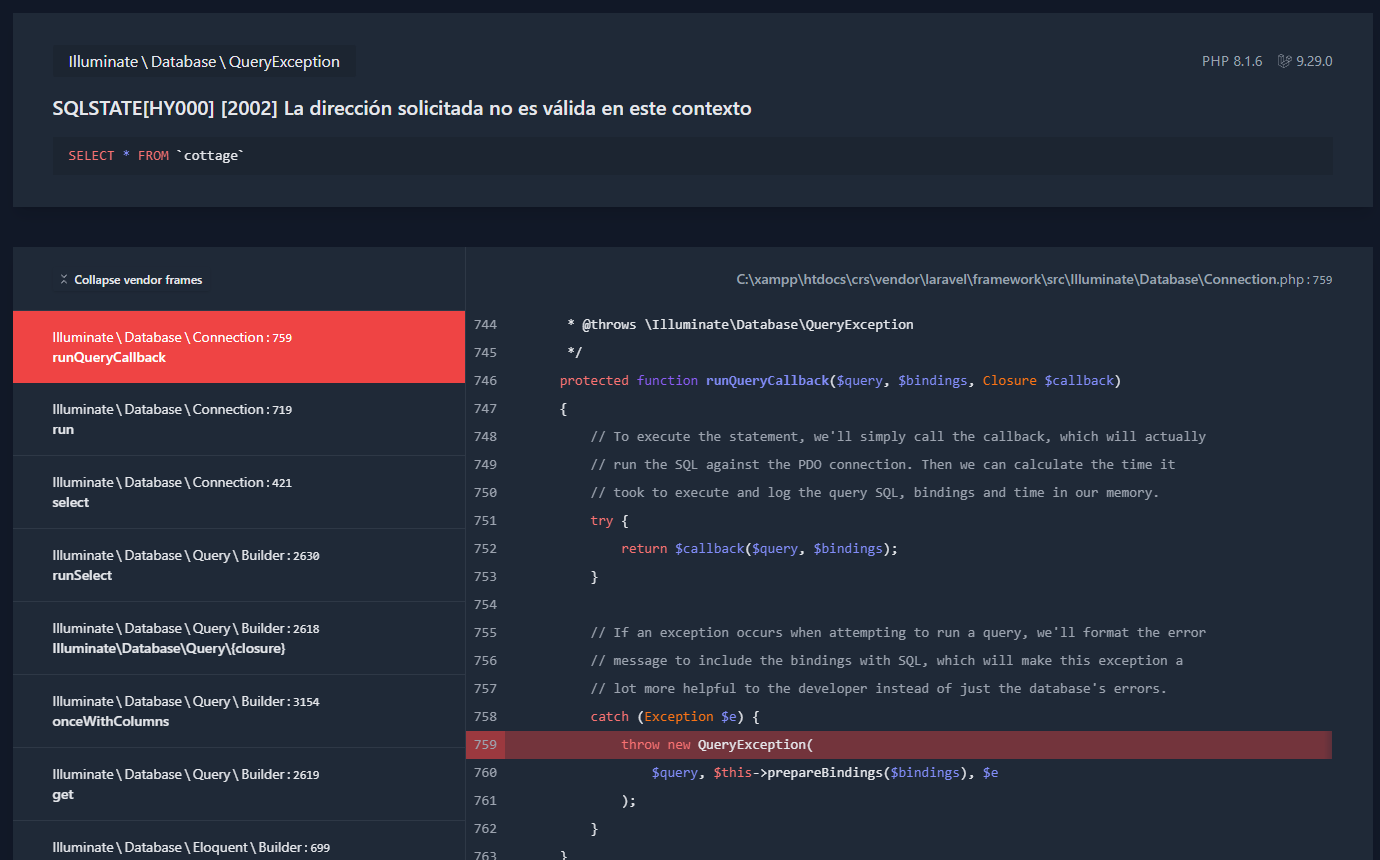 Illuminate\Database\QueryException
PHP 8.1.6 9.29.0
SQLSTATE[HY000] [2002] La dirección solicitada no es válida en este contexto
SELECT * FROM `cottage`
Collapse vendor frames
Illuminate\Database\Connection:759
runQueryCallback
Illuminate\Database\Connection:719
run
Illuminate\Database\Connection:421
select
Illuminate\Database\Query\Builder:2630
runSelect
Illuminate\Database\Query\Builder:2618
Illuminate\Database\Query\{closure}
Illuminate\Database\Query\Builder:3154
onceWithColumns
Illuminate\Database\Query\Builder:2619
get
Illuminate\Database\Eloquent\Builder:699
C:\xampp\htdocs\crs\vendor\laravel\framework\src\Illuminate\Database\Connection.php:759
744 * @throws \Illuminate\Database\QueryException
745 */
746 protected function runQueryCallback($query, $bindings, Closure $callback)
747 {
748 // To execute the statement, we'll simply call the callback, which will actually
749 // run the SQL against the PDO connection. Then we can calculate the time it
750 // took to execute and log the query SQL, bindings and time in our memory.
751 try {
752 return $callback($query, $bindings);
753 }
754
755 // If an exception occurs when attempting to run a query, we'll format the error
756 // message to include the bindings with SQL, which will make this exception a
757 // lot more helpful to the developer instead of just the database's errors.
758 catch (Exception $e) {
759 throw new QueryException(
760 $query, $this->prepareBindings($bindings), $e
761 );
762 }
763 }